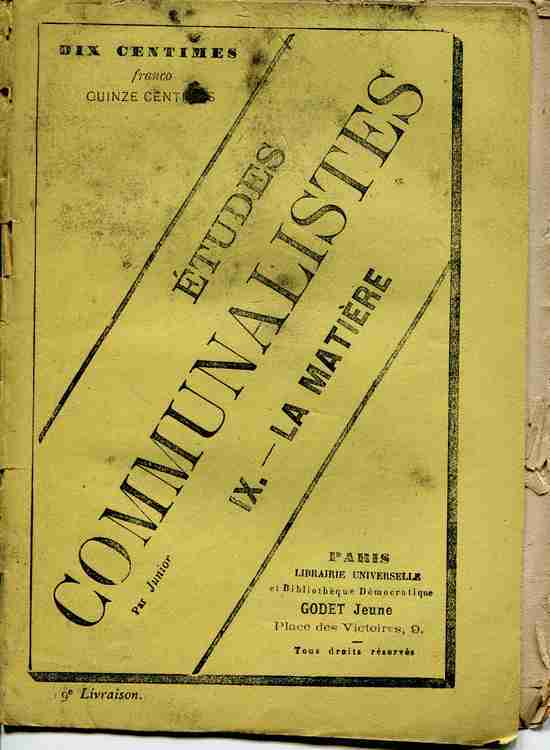 DIX CENTIMES
franco
QUINZE CENTIMES
ÉTUDES
COMMUNALISTES
IX. — LA MATIÈRE
Par Junior
PARIS
LIBRAIRIE UNIVERSELLE
et Bibliothèque Démocratique
GODET Jeune
Place des Victoires, 9.
Tous droits réservés
9e Livraison.